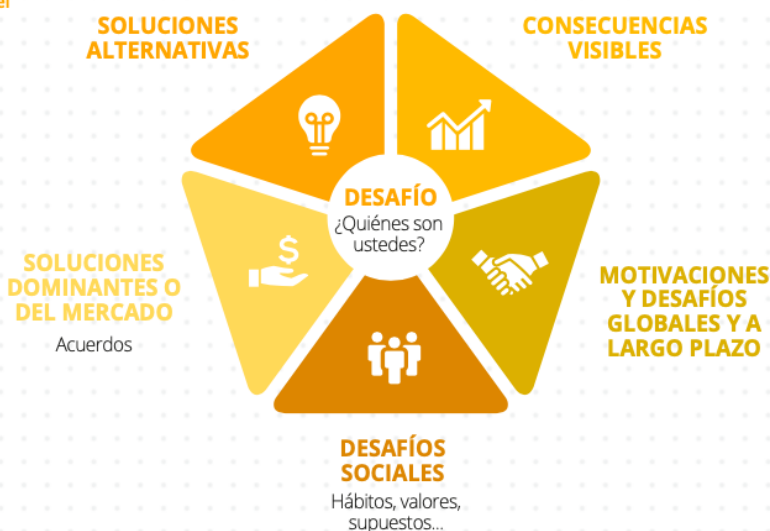 SOLUCIONES
ALTERNATIVAS
CONSECUENCIAS
VISIBLES
DESAFÍO
¿Quiénes son
ustedes?
$
SOLUCIONES
DOMINANTES O
DEL MERCADO
Acuerdos
MOTIVACIONES
Y DESAFÍOS
GLOBALES Y A
LARGO PLAZO
DESAFÍOS
SOCIALES
Hábitos, valores,
supuestos...